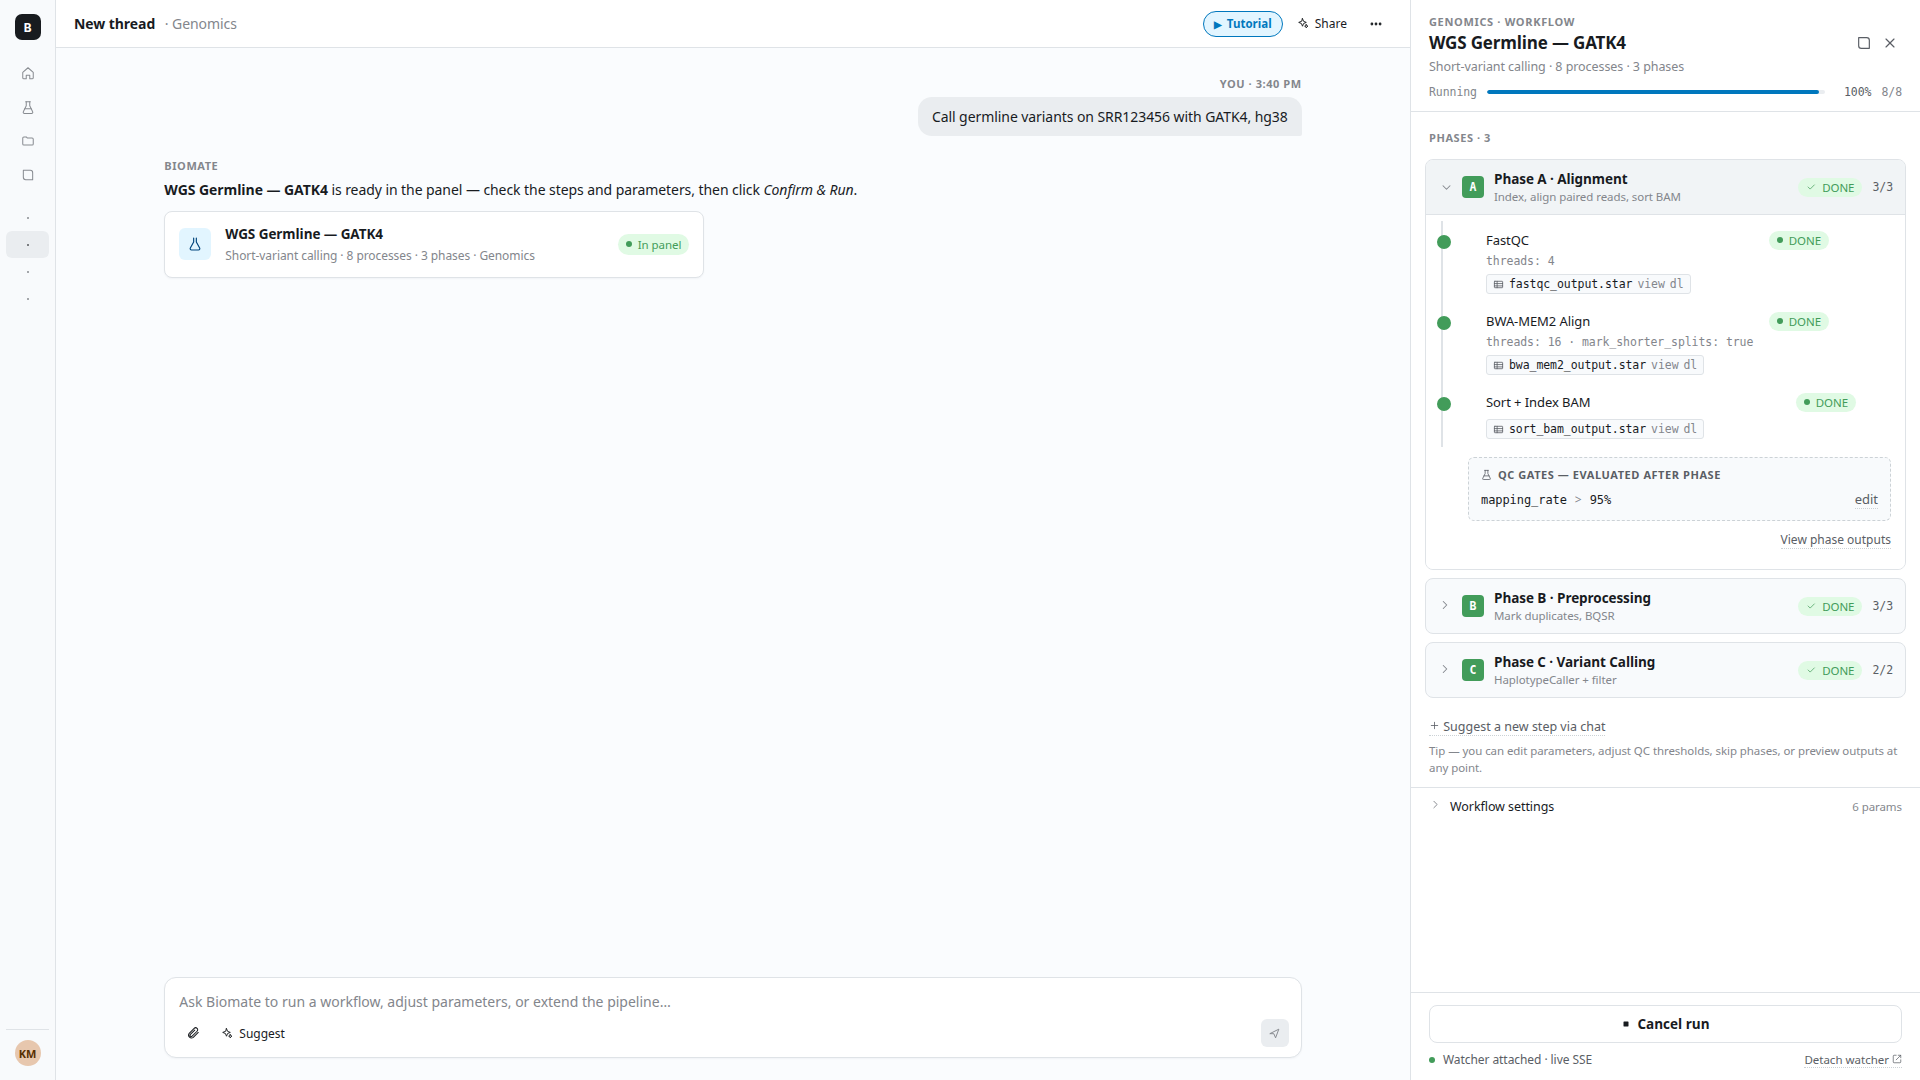 B
New thread · Genomics
▶ Tutorial
Share
YOU · 3:40 PM
Call germline variants on SRR123456 with GATK4, hg38
BIOMATE
WGS Germline — GATK4 is ready in the panel — check the steps and parameters, then click Confirm & Run.
WGS Germline — GATK4
Short-variant calling · 8 processes · 3 phases · Genomics
In panel
Ask Biomate to run a workflow, adjust parameters, or extend the pipeline...
Suggest
KM
GENOMICS · WORKFLOW
WGS Germline — GATK4
Short-variant calling · 8 processes · 3 phases
Running 100% 8/8
PHASES · 3
A Phase A · Alignment
Index, align paired reads, sort BAM
DONE 3/3
FastQC DONE
threads: 4
fastqc_output.star view dl
BWA-MEM2 Align DONE
threads: 16 · mark_shorter_splits: true
bwa_mem2_output.star view dl
Sort + Index BAM DONE
sort_bam_output.star view dl
QC GATES — EVALUATED AFTER PHASE
mapping_rate > 95% edit
View phase outputs
B Phase B · Preprocessing
Mark duplicates, BQSR
DONE 3/3
C Phase C · Variant Calling
HaplotypeCaller + filter
DONE 2/2
+ Suggest a new step via chat
Tip — you can edit parameters, adjust QC thresholds, skip phases, or preview outputs at
any point.
Workflow settings 6 params
Cancel run
Watcher attached · live SSE
Detach watcher